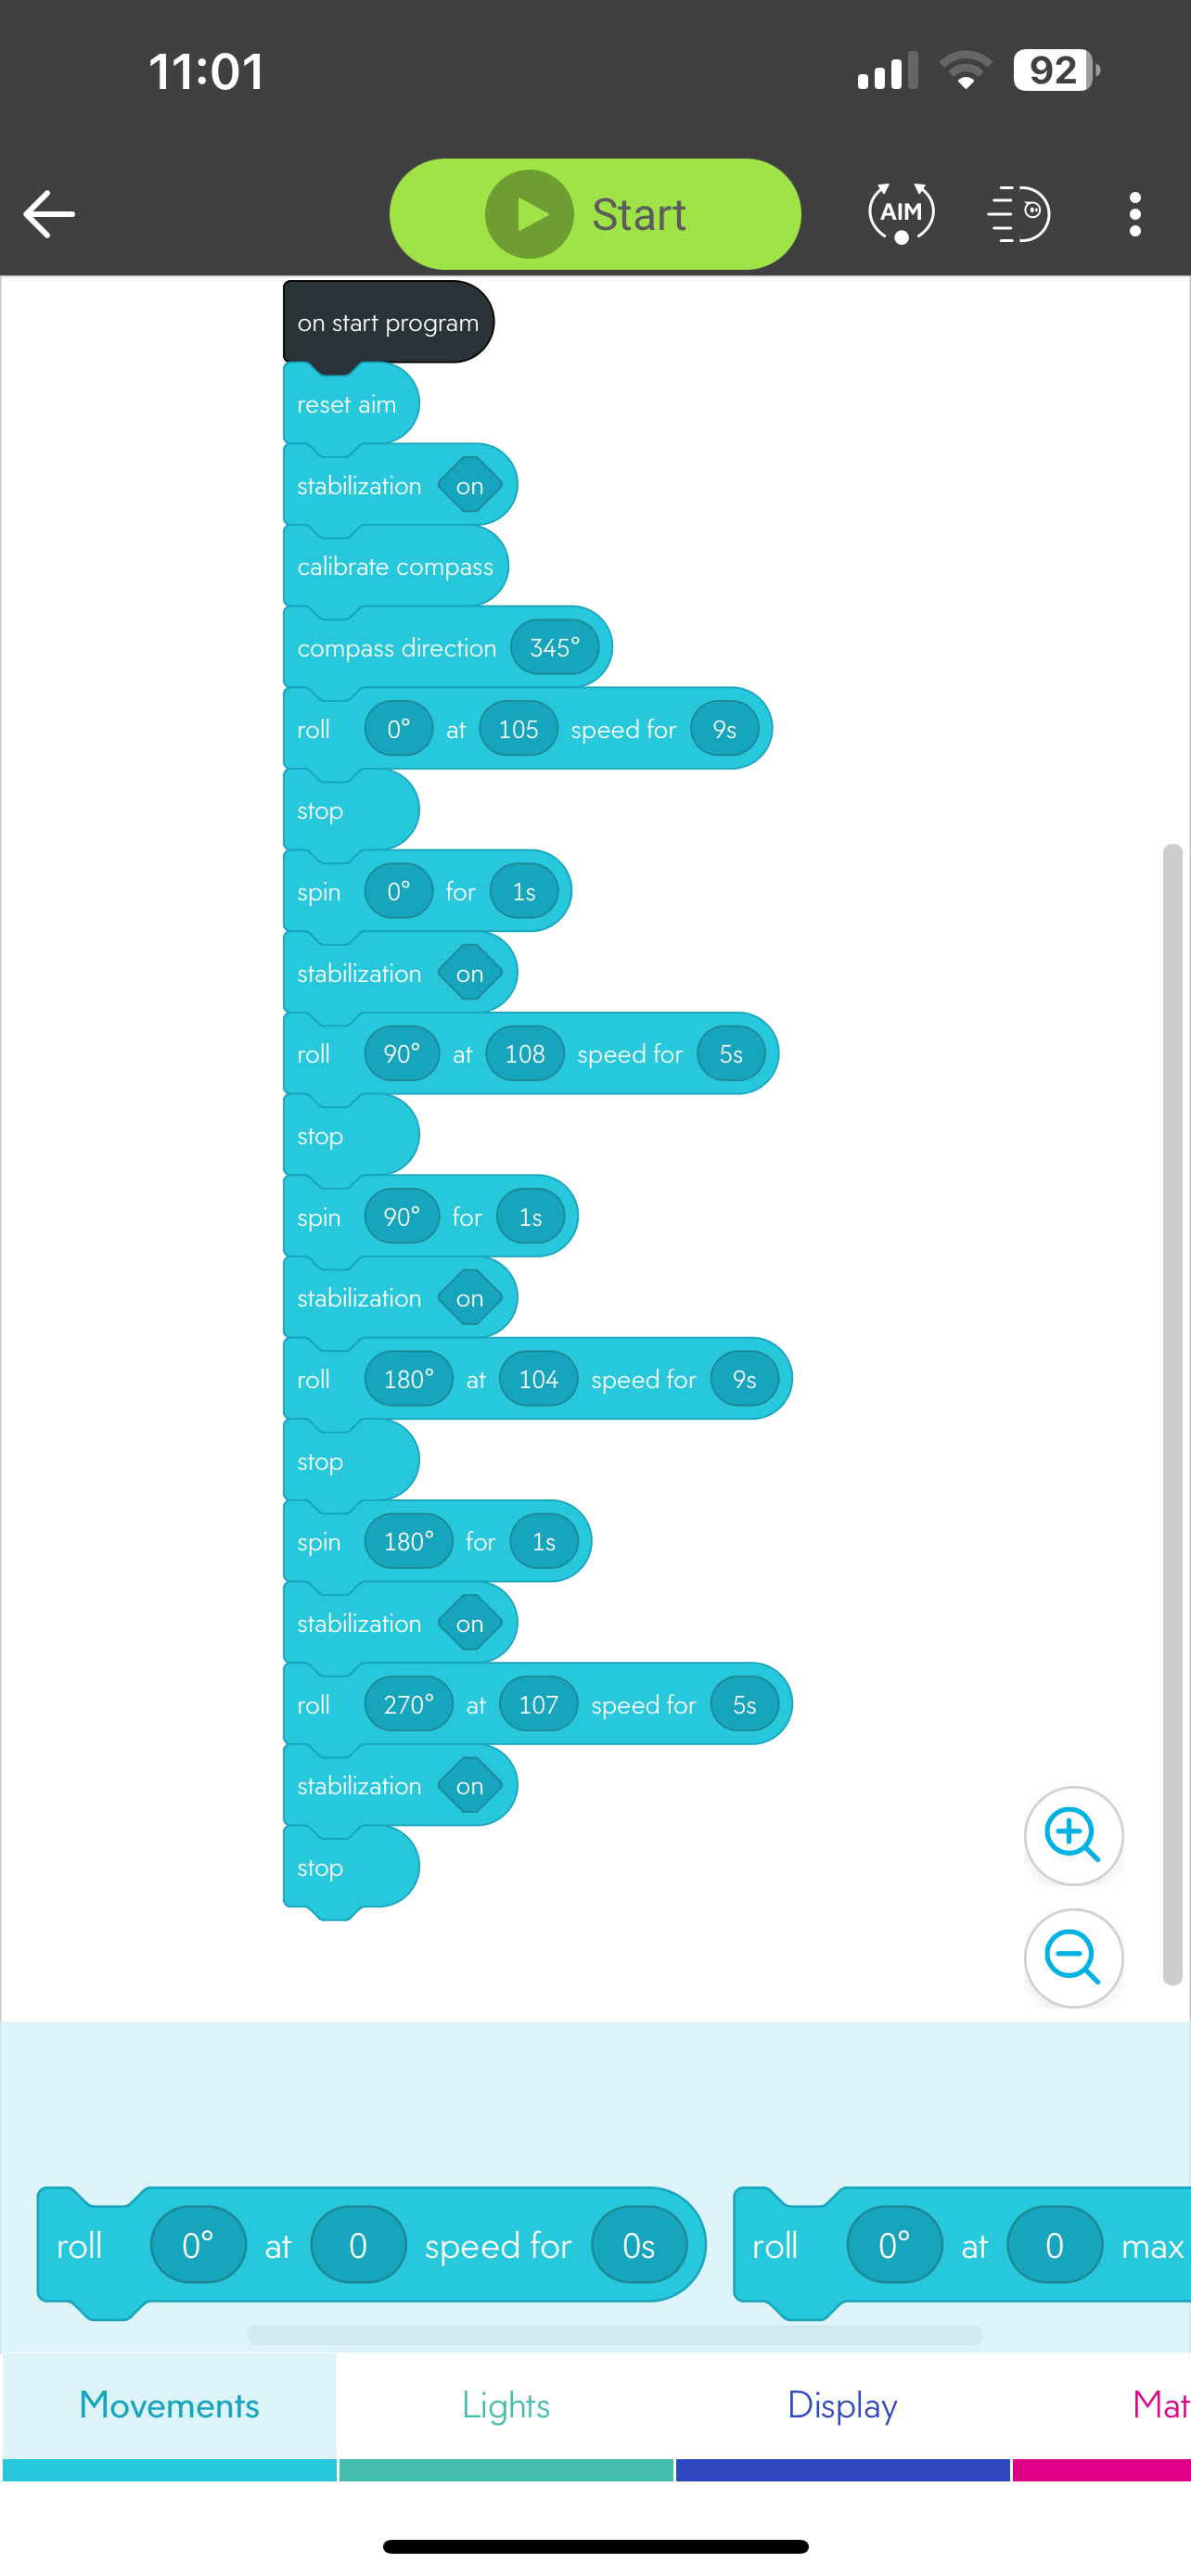 11:01 92
Start AIM
on start program
reset aim
stabilization on
calibrate compass
compass direction 345°
roll 0° at 105 speed for 9s
stop
spin 0° for 1s
stabilization on
roll 90° at 108 speed for 5s
stop
spin 90° for 1s
stabilization on
roll 180° at 104 speed for 9s
stop
spin 180° for 1s
stabilization on
roll 270° at 107 speed for 5s
stabilization on
stop
roll 0° at 0 speed for 0s roll 0° at 0 max
Movements Lights Display Mat